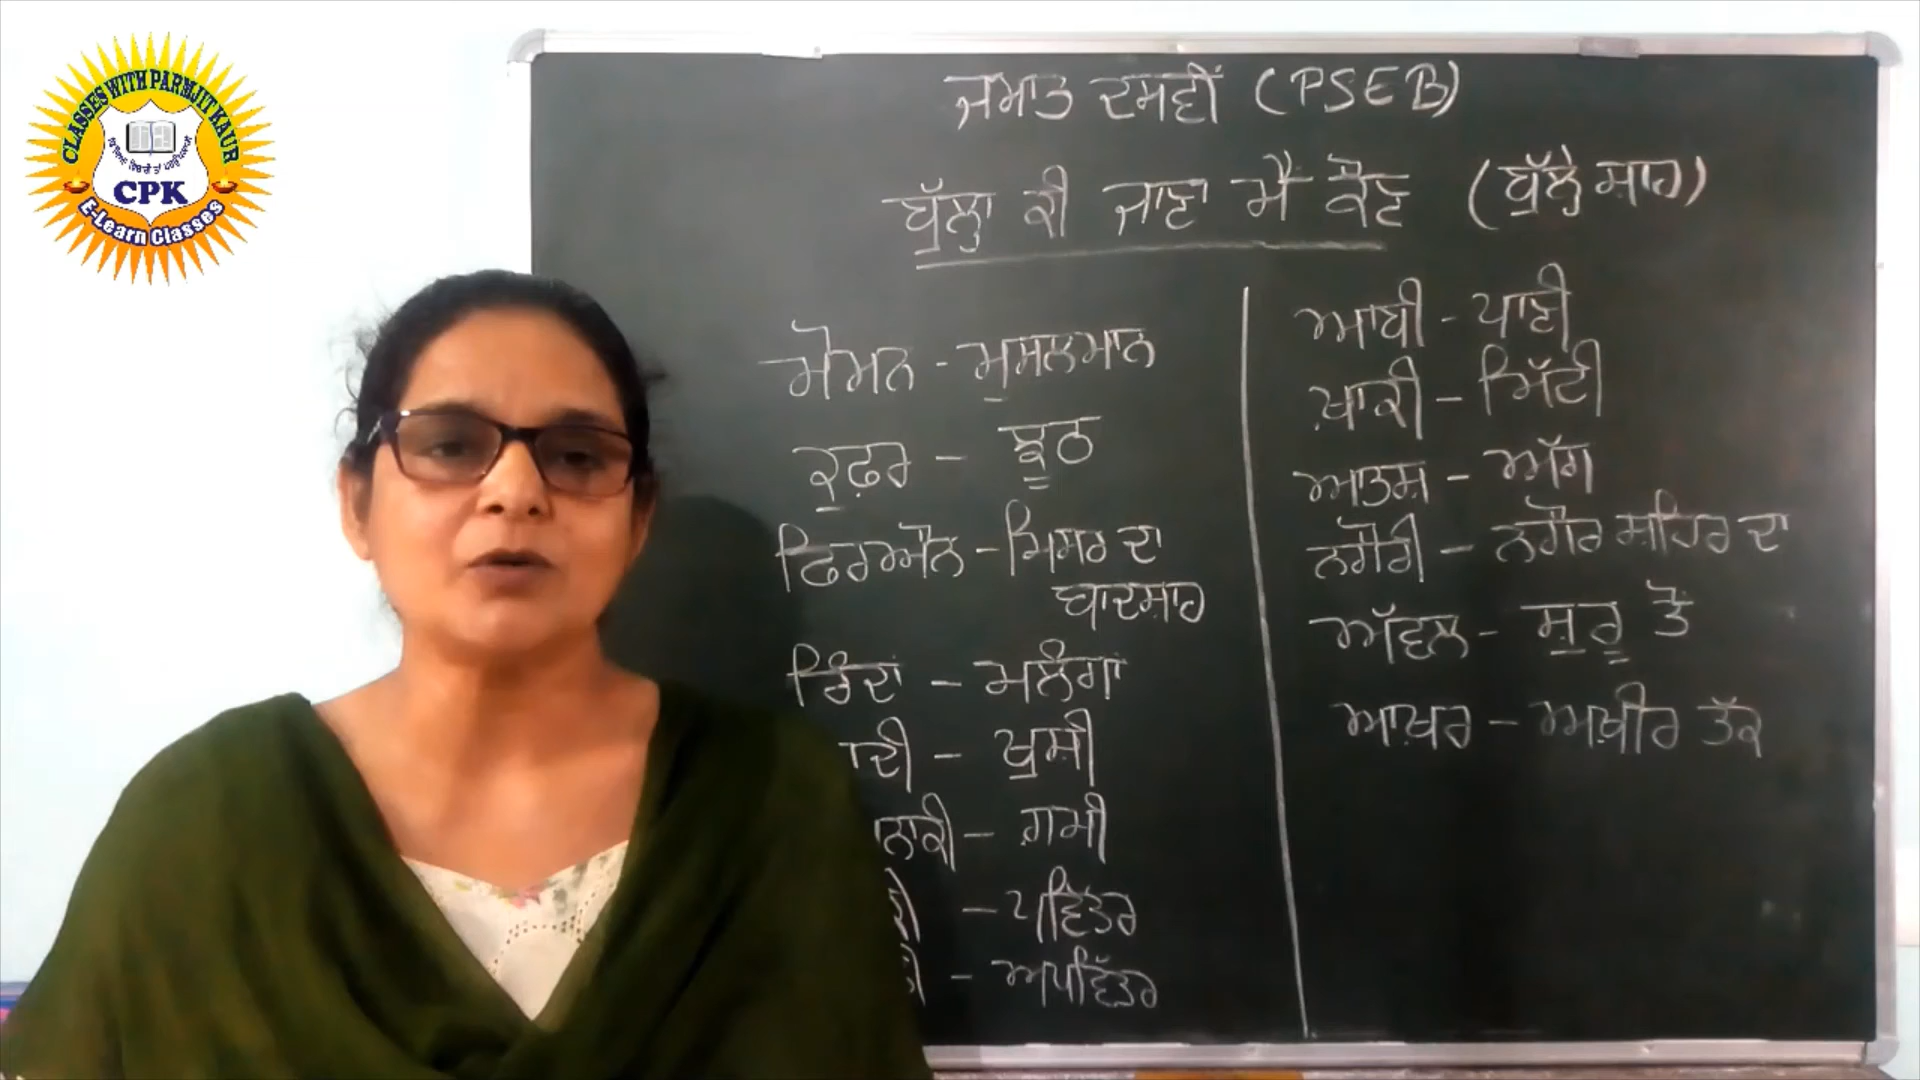 CLASSES WITH PARMJIT KAUR
CPK
E-Learn Classes
ਜਮਾਤ ਦਸਵੀਂ (PSEB)
ਬੁੱਲ੍ਹਾ ਕੀ ਜਾਣਾ ਮੈਂ ਕੌਣ (ਬੁੱਲ੍ਹੇ ਸ਼ਾਹ)
ਮੋਮਨ - ਮੁਸਲਮਾਨ
ਕੁਫ਼ਰ - ਝੂਠ
ਫਿਰਔਨ - ਮਿਸਰ ਦਾ
ਬਾਦਸ਼ਾਹ
ਰਿੰਦਾਂ - ਮਲੰਗਾਂ
ਾਦੀ - ਖੁਸ਼ੀ
ਨਾਕੀ - ਗ਼ਮੀ
- ਪਵਿੱਤਰ
- ਅਪਵਿੱਤਰ
ਆਬੀ - ਪਾਣੀ
ਖ਼ਾਕੀ - ਮਿੱਟੀ
ਆਤਸ਼ - ਅੱਗ
ਨਗੌਰੀ - ਨਗੌਰ ਸ਼ਹਿਰ ਦਾ
ਅੱਵਲ - ਸ਼ੁਰੂ ਤੋਂ
ਆਖ਼ਰ - ਅਖ਼ੀਰ ਤੱਕ